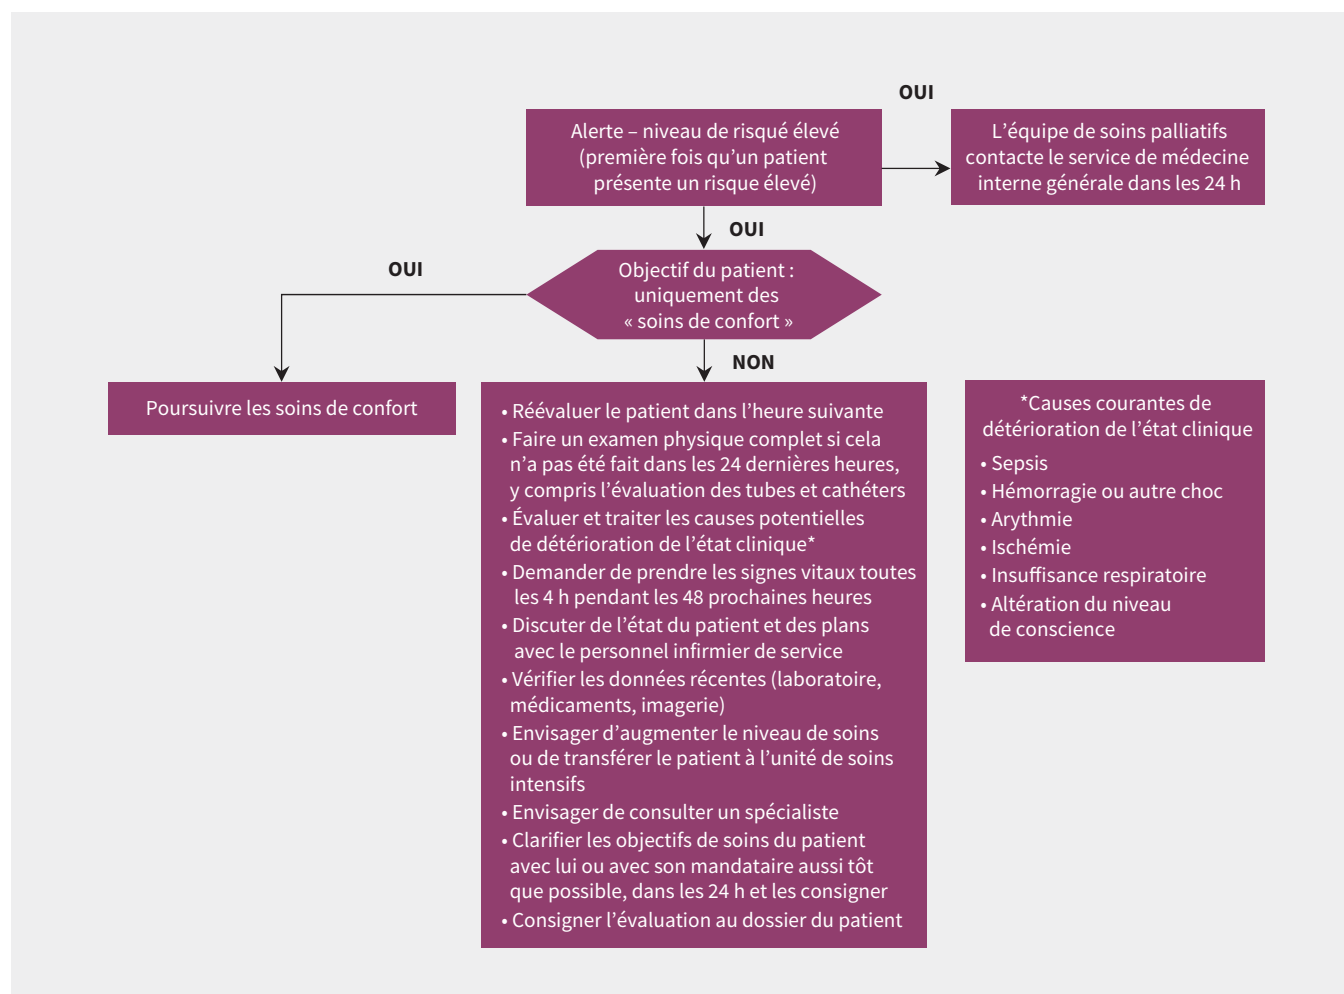 OUI
Alerte – niveau de risqué élevé
(première fois qu’un patient
présente un risque élevé)
L’équipe de soins palliatifs
contacte le service de médecine
interne générale dans les 24 h
OUI
OUI
Objectif du patient :
uniquement des
« soins de confort »
NON
Poursuivre les soins de confort
• Réévaluer le patient dans l’heure suivante
• Faire un examen physique complet si cela
n’a pas été fait dans les 24 dernières heures,
y compris l’évaluation des tubes et cathéters
• Évaluer et traiter les causes potentielles
de détérioration de l’état clinique*
• Demander de prendre les signes vitaux toutes
les 4 h pendant les 48 prochaines heures
• Discuter de l’état du patient et des plans
avec le personnel infirmier de service
• Vérifier les données récentes (laboratoire,
médicaments, imagerie)
• Envisager d’augmenter le niveau de soins
ou de transférer le patient à l’unité de soins
intensifs
• Envisager de consulter un spécialiste
• Clarifier les objectifs de soins du patient
avec lui ou avec son mandataire aussi tôt
que possible, dans les 24 h et les consigner
• Consigner l’évaluation au dossier du patient
*Causes courantes de
détérioration de l’état clinique
• Sepsis
• Hémorragie ou autre choc
• Arythmie
• Ischémie
• Insuffisance respiratoire
• Altération du niveau
de conscience